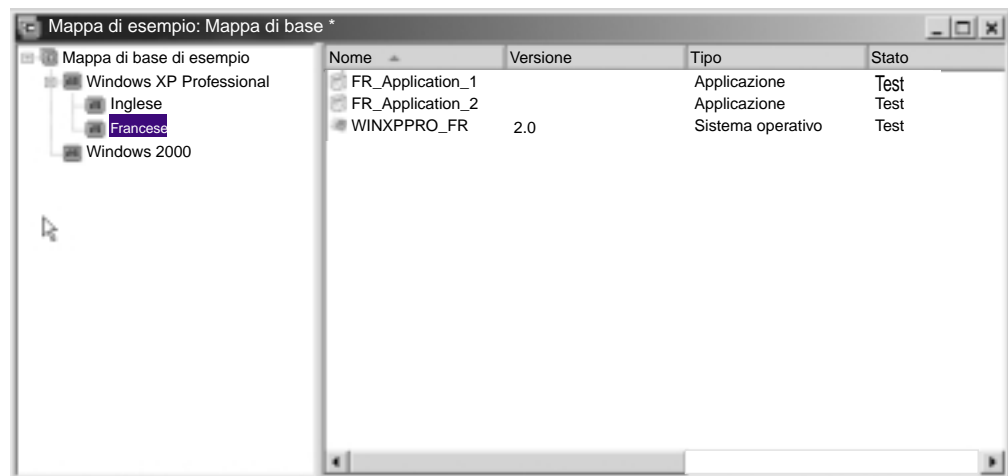 Mappa di esempio: Mappa di base *
Mappa di base di esempio
Windows XP Professional
Inglese
Francese
Windows 2000
Nome Versione Tipo Stato
FR_Application_1 Applicazione Test
FR_Application_2 Applicazione Test
WINXPPRO_FR 2.0 Sistema operativo Test